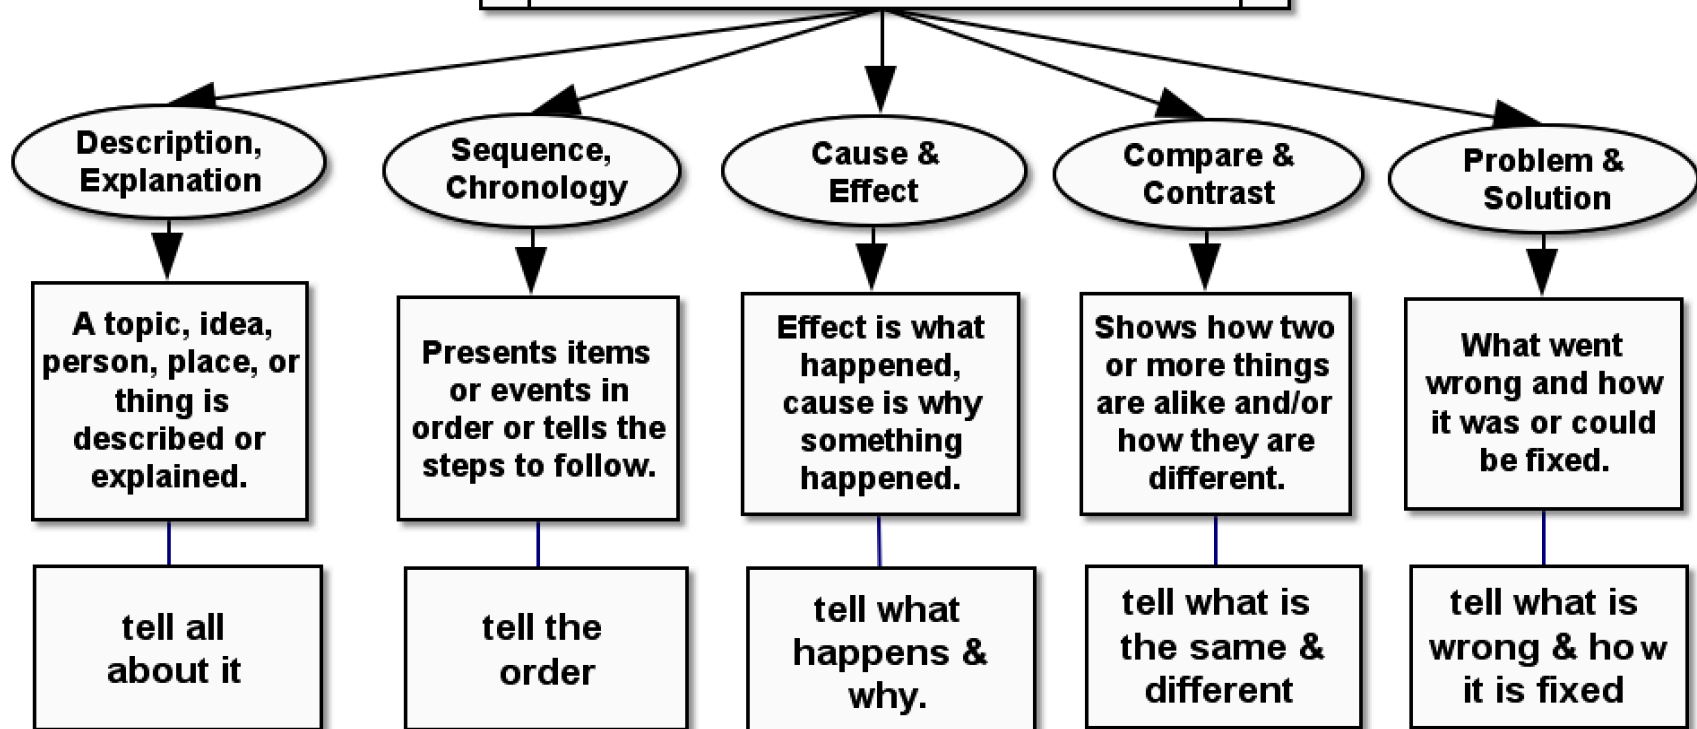 Description,
Explanation
Sequence,
Chronology
Cause &
Effect
Compare &
Contrast
Problem &
Solution
A topic, idea,
person, place, or
thing is
described or
explained.
Presents items
or events in
order or tells the
steps to follow.
Effect is what
happened,
cause is why
something
happened.
Shows how two
or more things
are alike and/or
how they are
different.
What went
wrong and how
it was or could
be fixed.
tell all
about it
tell the
order
tell what
happens &
why.
tell what is
the same &
different
tell what is
wrong & how
it is fixed